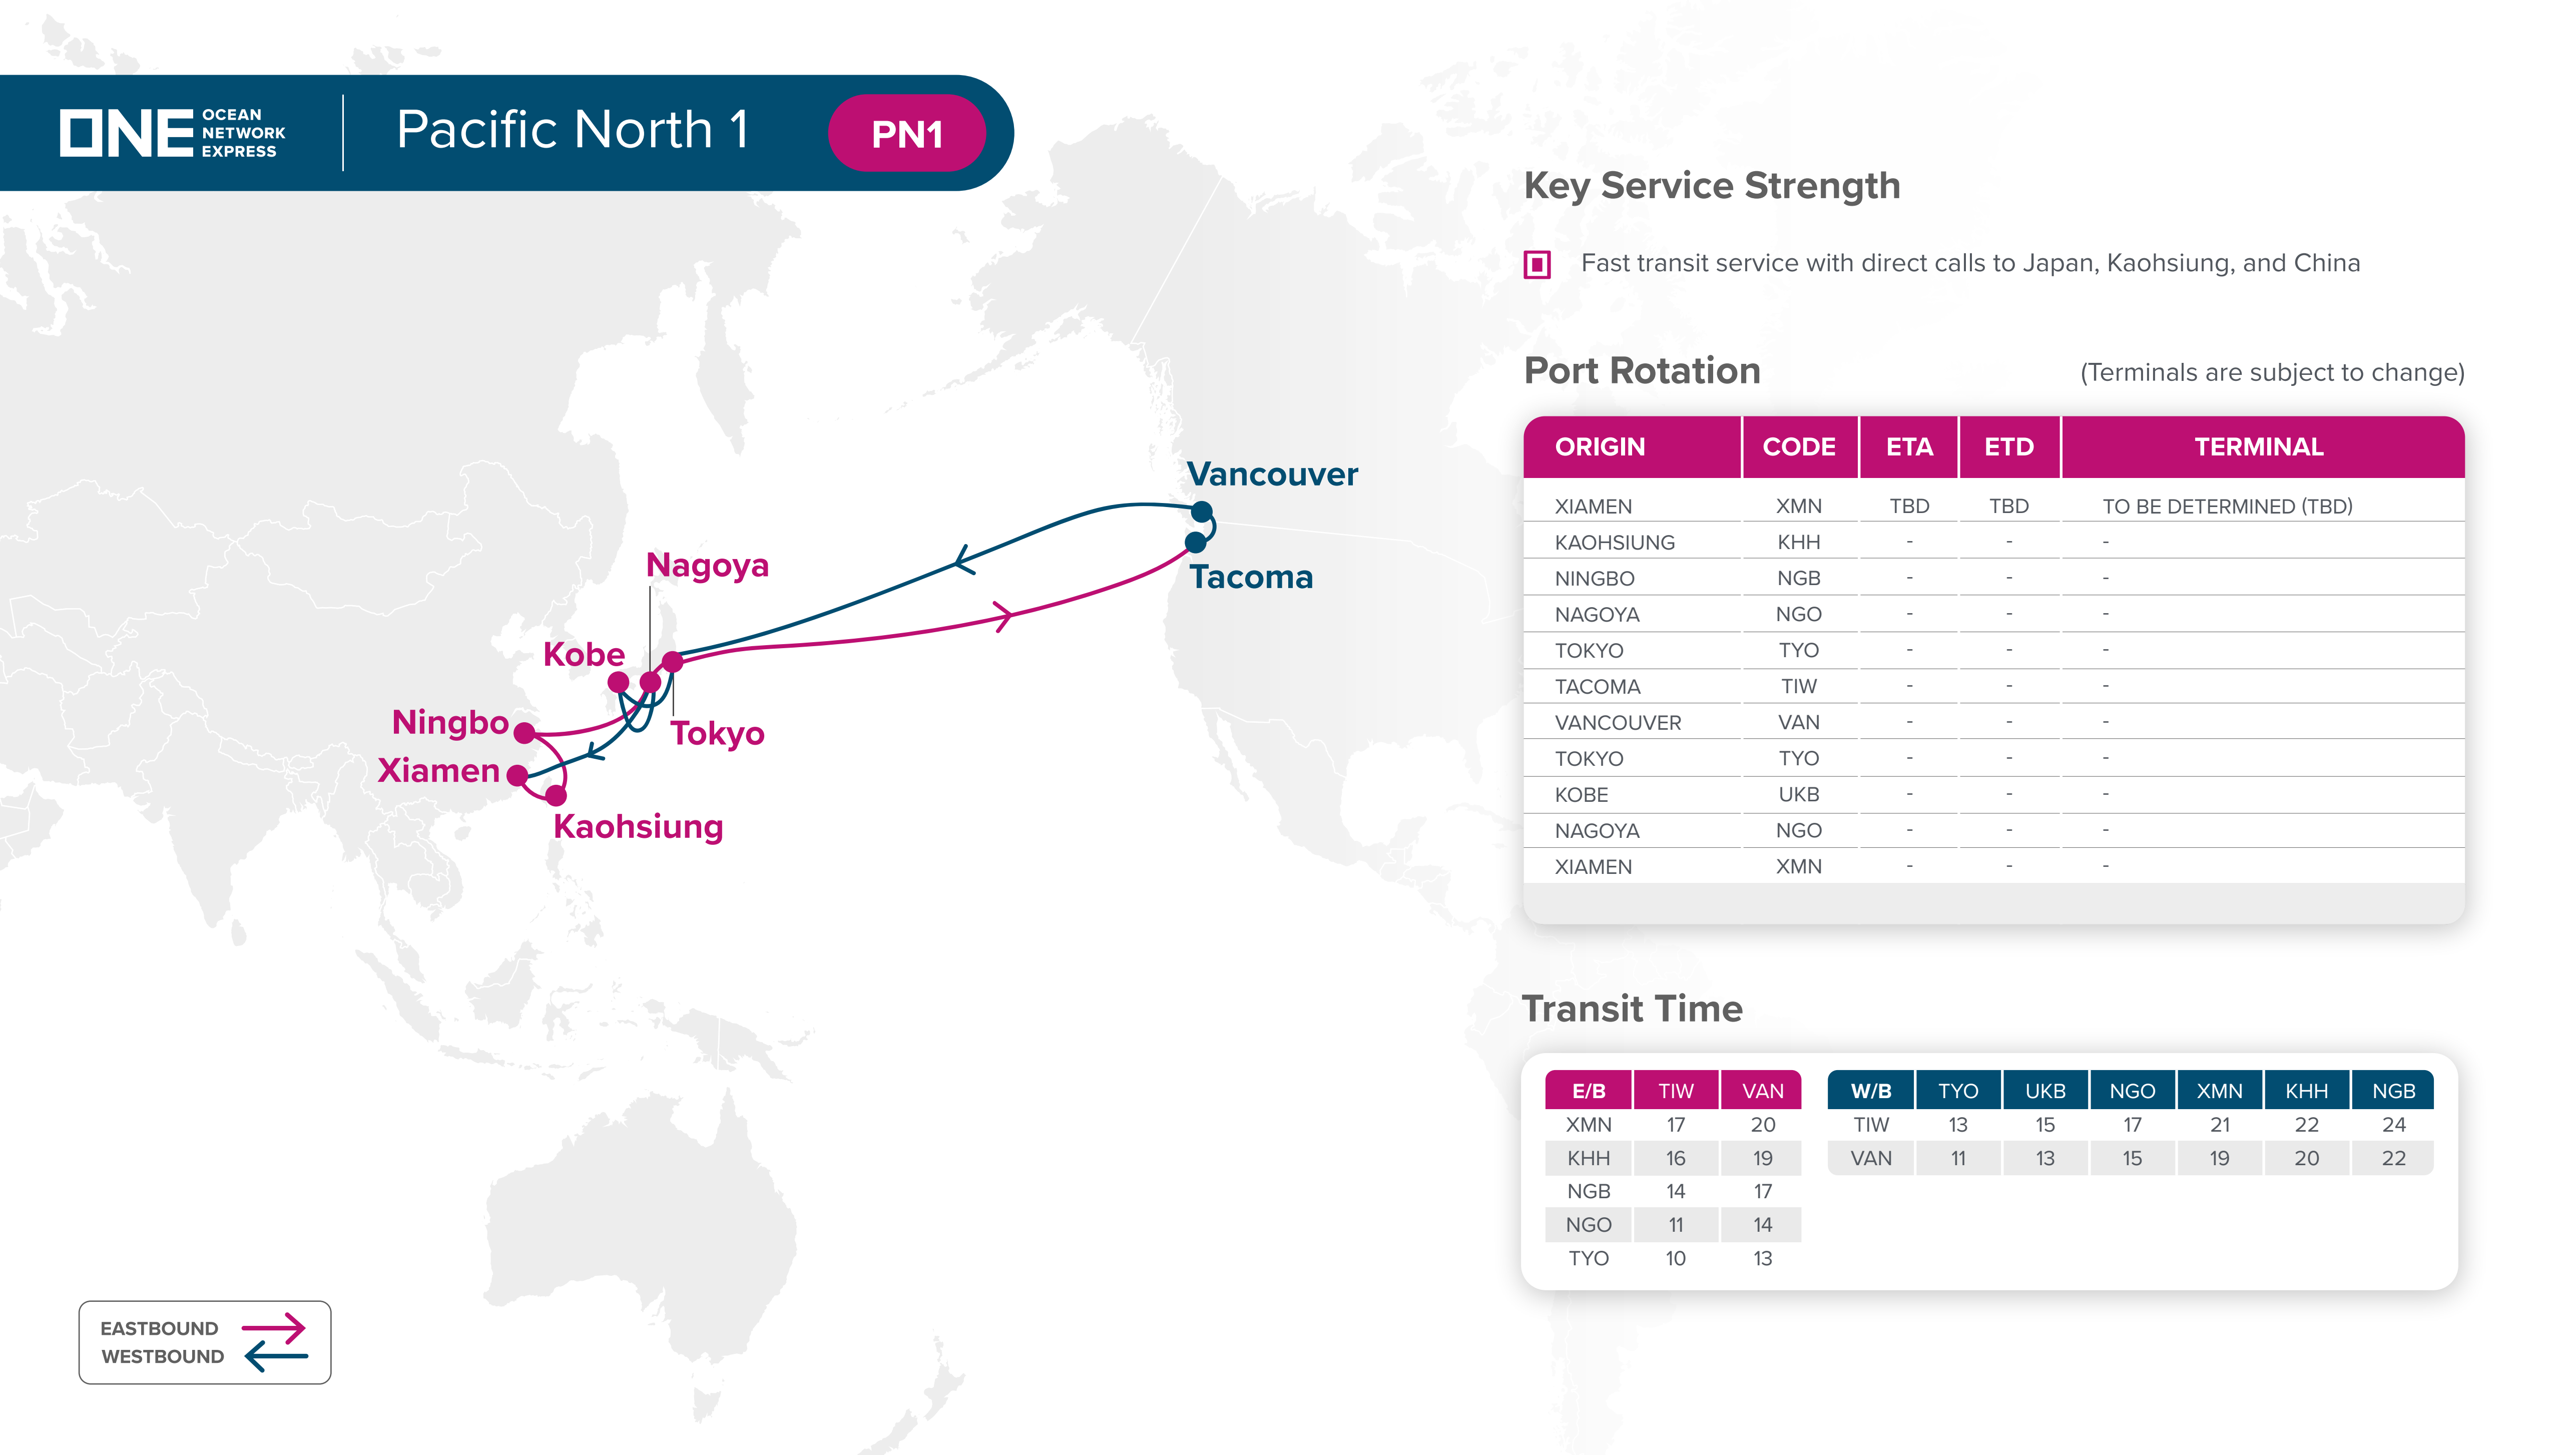 ONE OCEAN NETWORK EXPRESS
Pacific North 1
PN1
Key Service Strength
Fast transit service with direct calls to Japan, Kaohsiung, and China
Port Rotation
(Terminals are subject to change)
ORIGIN CODE ETA ETD TERMINAL
XIAMEN XMN TBD TBD TO BE DETERMINED (TBD)
KAOHSIUNG KHH - - -
NINGBO NGB - - -
NAGOYA NGO - - -
TOKYO TYO - - -
TACOMA TIW - - -
VANCOUVER VAN - - -
TOKYO TYO - - -
KOBE UKB - - -
NAGOYA NGO - - -
XIAMEN XMN - - -
Vancouver
Tacoma
Nagoya
Kobe
Ningbo
Tokyo
Xiamen
Kaohsiung
Transit Time
E/B TIW VAN
XMN 17 20
KHH 16 19
NGB 14 17
NGO 11 14
TYO 10 13
W/B TYO UKB NGO XMN KHH NGB
TIW 13 15 17 21 22 24
VAN 11 13 15 19 20 22
EASTBOUND
WESTBOUND